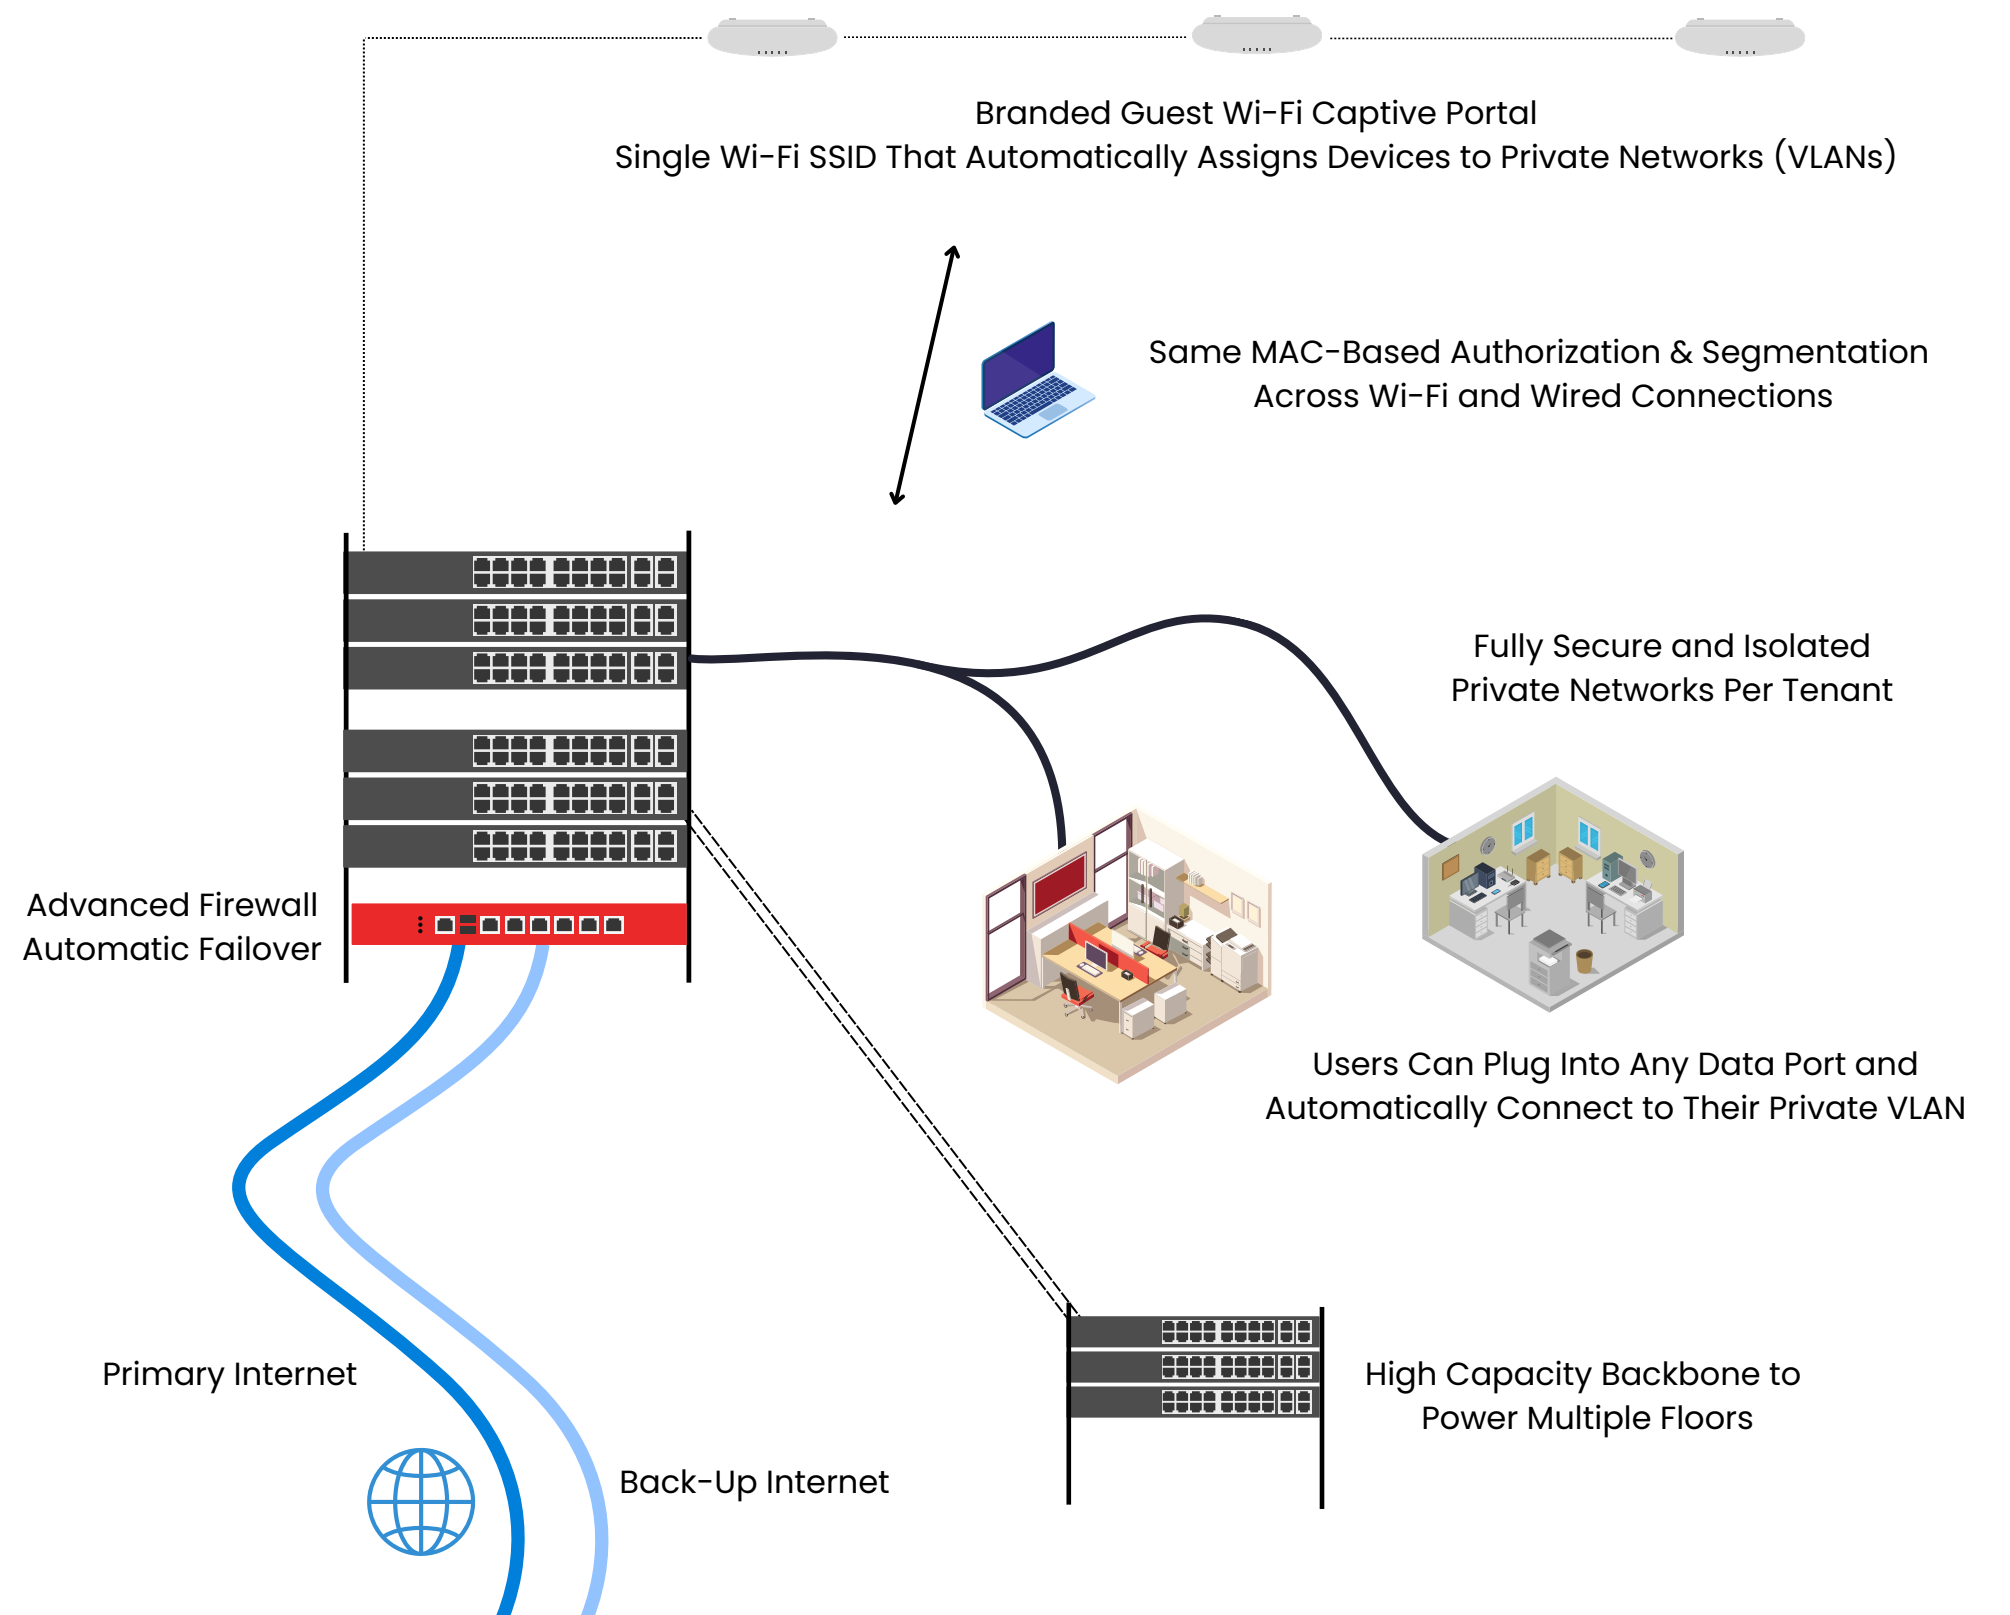 Branded Guest Wi-Fi Captive Portal
Single Wi-Fi SSID That Automatically Assigns Devices to Private Networks (VLANs)
Same MAC-Based Authorization & Segmentation
Across Wi-Fi and Wired Connections
Fully Secure and Isolated
Private Networks Per Tenant
Advanced Firewall
Automatic Failover
Users Can Plug Into Any Data Port and
Automatically Connect to Their Private VLAN
Primary Internet
High Capacity Backbone to
Power Multiple Floors
Back-Up Internet